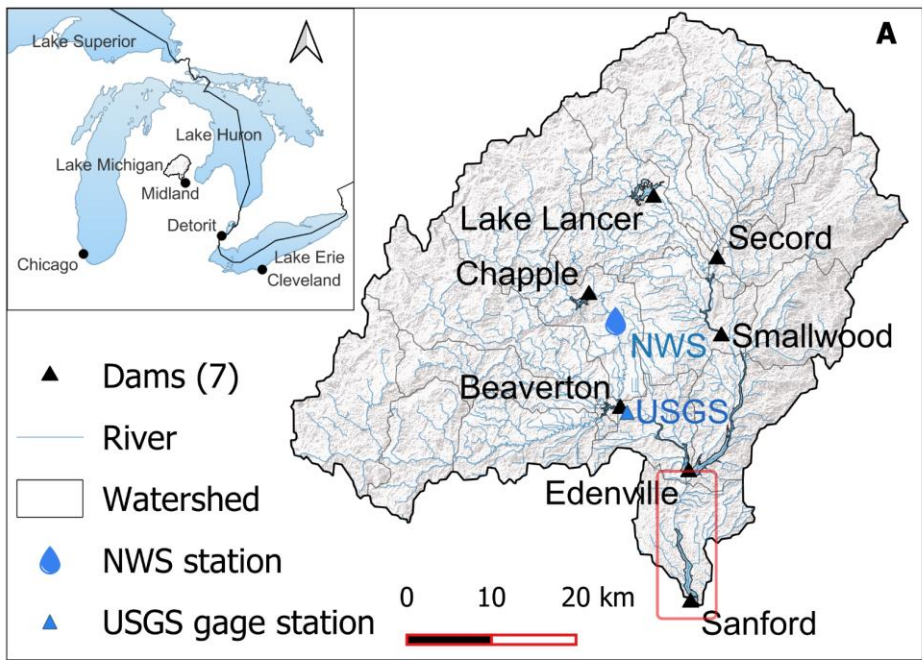 A
Lake Superior
Lake Huron
Lake Michigan
Midland
Detorit
Lake Erie
Chicago
Cleveland
Lake Lancer
Secord
Chapple
NWS
Smallwood
Beaverton
USGS
Edenville
Sanford
Dams (7)
River
Watershed
NWS station
USGS gage station
0 10 20 km